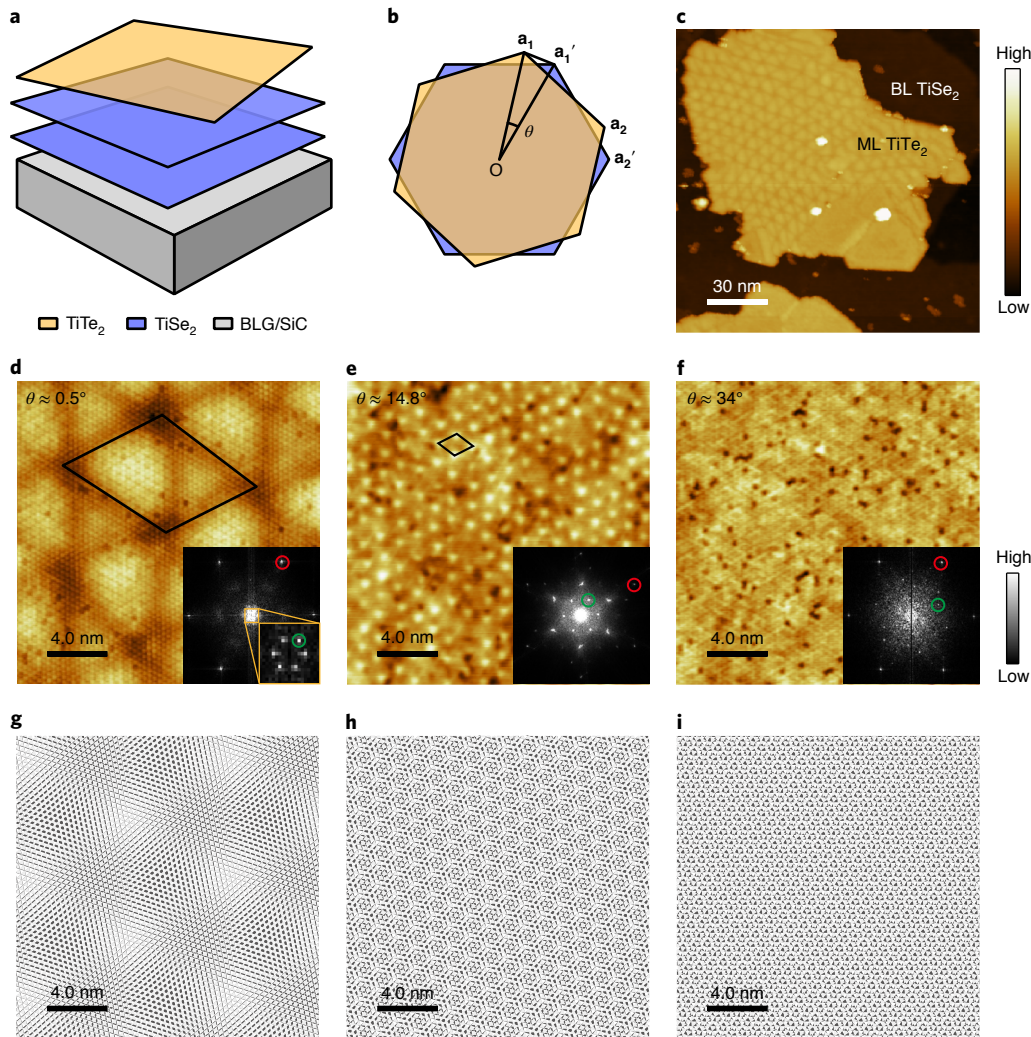 a
b
c
a₁
a₁′
a₂
a₂′
θ
O
TiTe₂
TiSe₂
BLG/SiC
BL TiSe₂
ML TiTe₂
30 nm
High
Low
d
e
f
θ ≈ 0.5°
θ ≈ 14.8°
θ ≈ 34°
4.0 nm
4.0 nm
4.0 nm
High
Low
g
h
i
4.0 nm
4.0 nm
4.0 nm